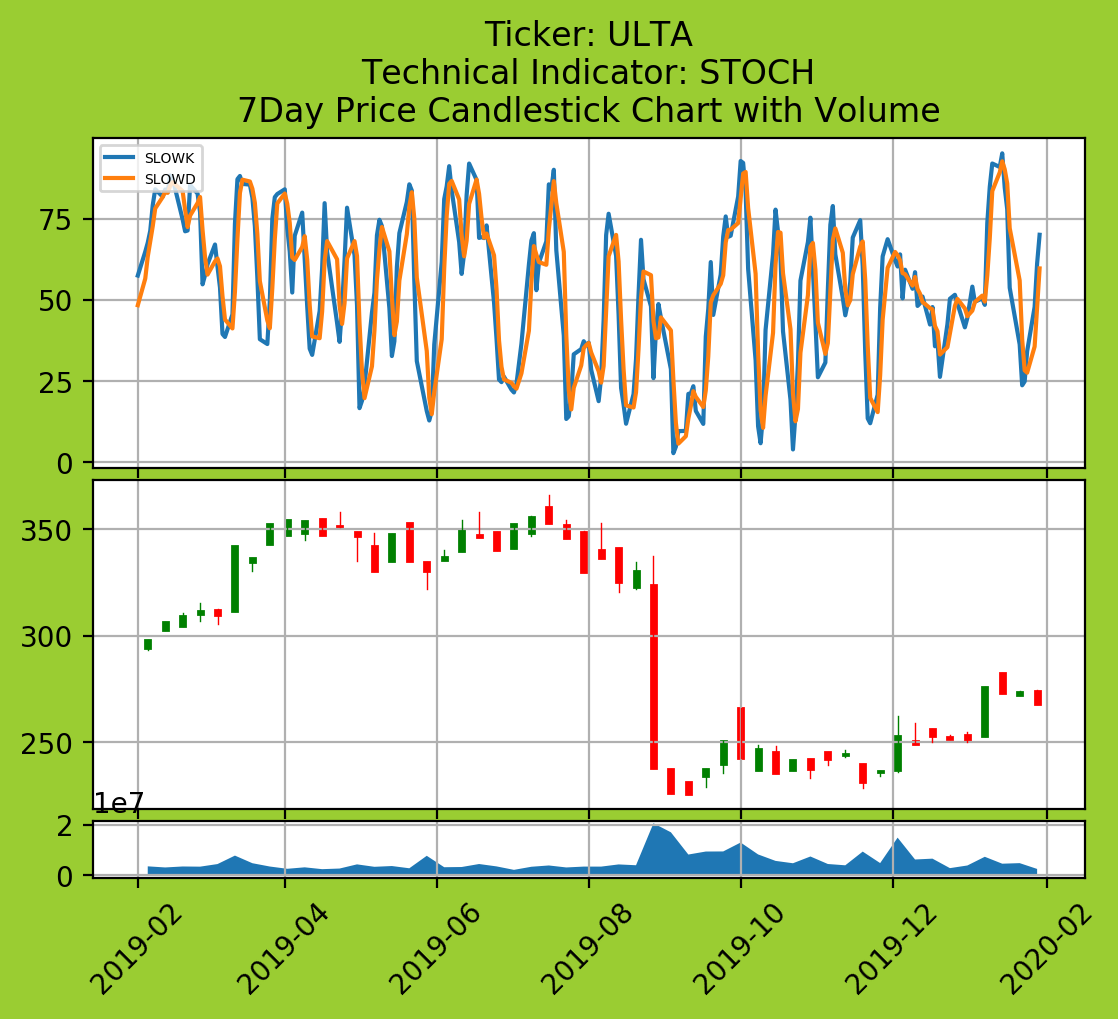 Ticker: ULTA
Technical Indicator: STOCH
7Day Price Candlestick Chart with Volume
SLOWK
SLOWD
75
50
25
0
350
300
250
1e7
2
0
2019-02
2019-04
2019-06
2019-08
2019-10
2019-12
2020-02